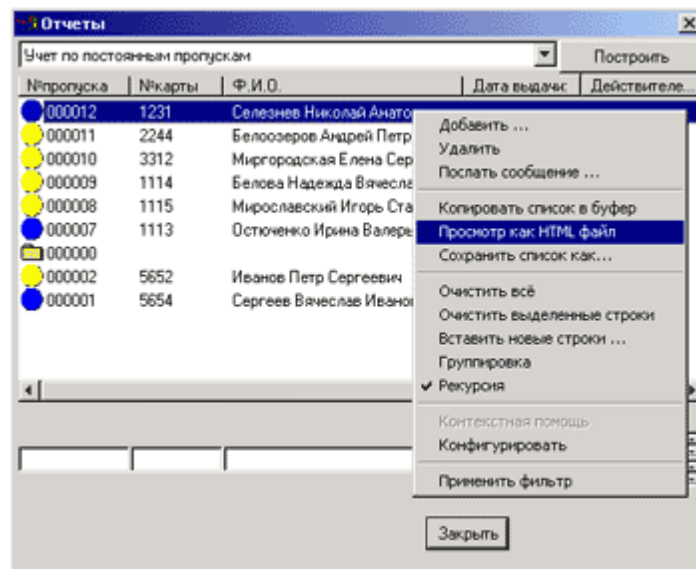 Отчеты
Учет по постоянным пропускам
Построить
№пропуска №карты Ф.И.О. Дата выдачи: Действителе...
000012 1231 Селезнев Николай Анато
000011 2244 Белоозеров Андрей Петр
000010 3312 Миргородская Елена Сер
000009 1114 Белова Надежда Вячесла
000008 1115 Мирославский Игорь Ста
000007 1113 Остюченко Ирина Валерь
000000
000002 5652 Иванов Петр Сергеевич
000001 5654 Сергеев Вячеслав Ивано
Добавить ...
Удалить
Послать сообщение ...
Копировать список в буфер
Просмотр как HTML файл
Сохранить список как...
Очистить всё
Очистить выделенные строки
Вставить новые строки ...
Группировка
Рекурсия
Контекстная помощь
Конфигурировать
Применить фильтр
Закрыть